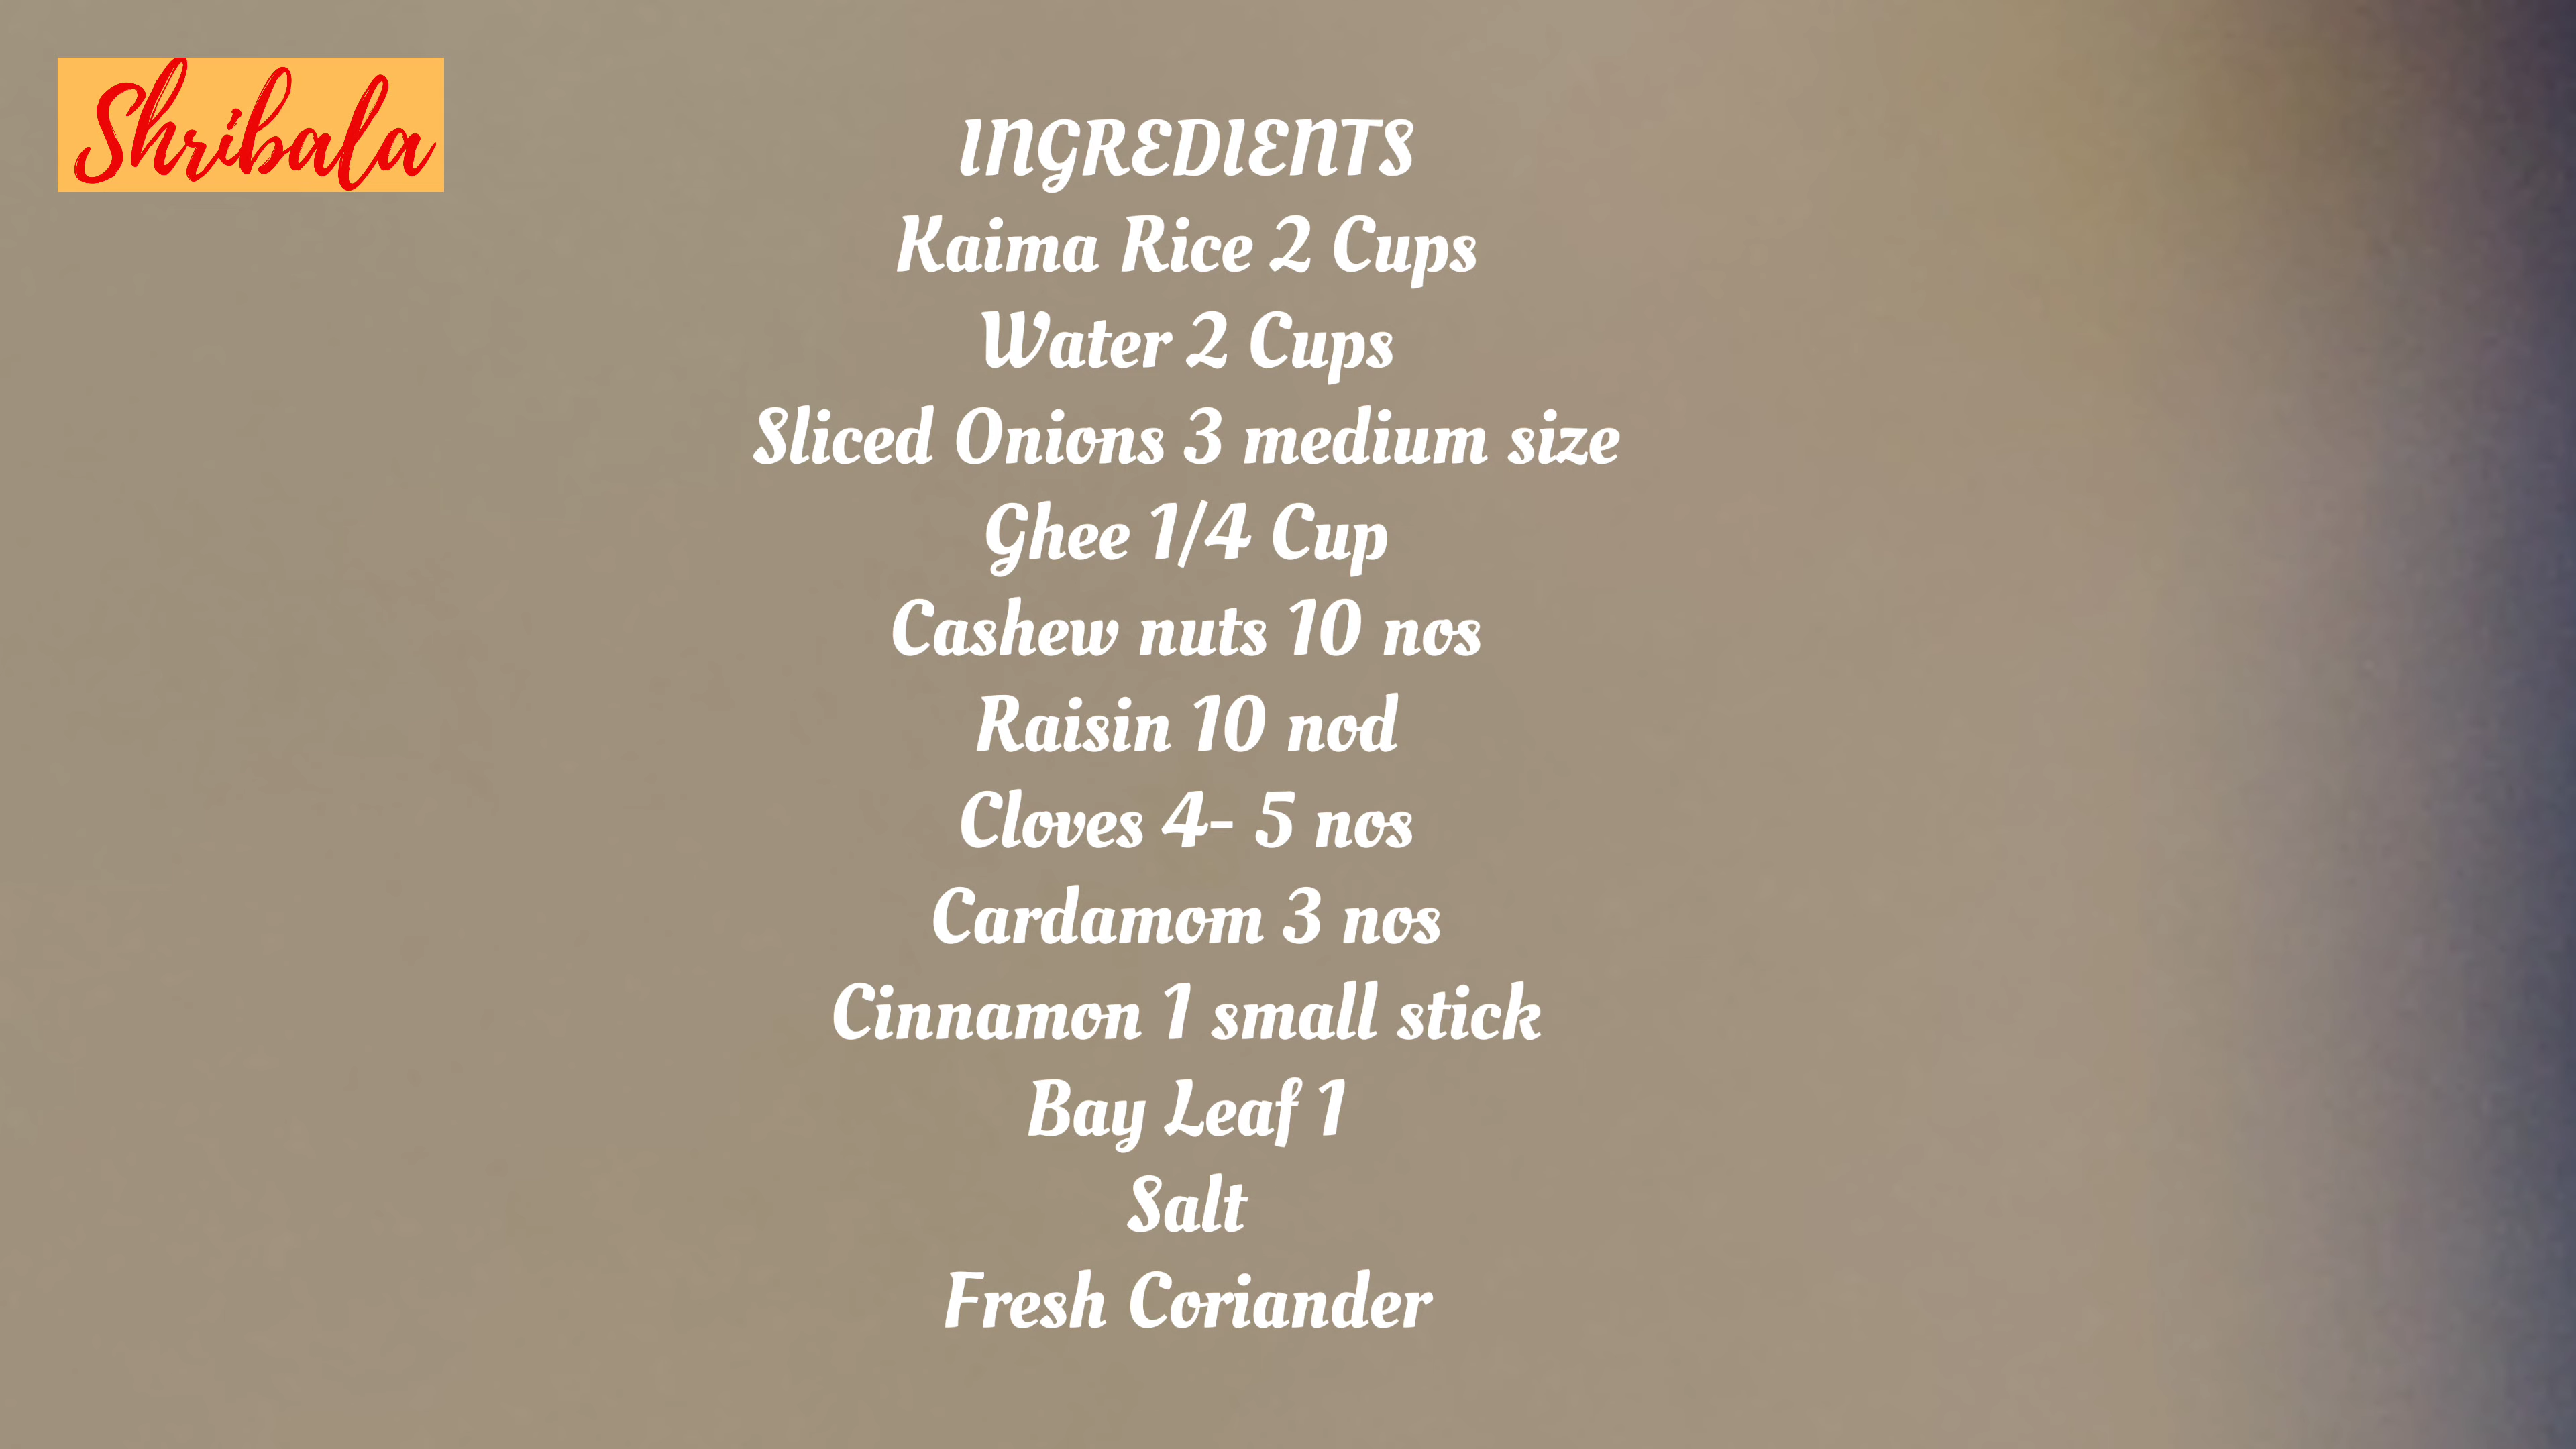 Shribala
INGREDIENTS
Kaima Rice 2 Cups
Water 2 Cups
Sliced Onions 3 medium size
Ghee 1/4 Cup
Cashew nuts 10 nos
Raisin 10 nod
Cloves 4- 5 nos
Cardamom 3 nos
Cinnamon 1 small stick
Bay Leaf 1
Salt
Fresh Coriander